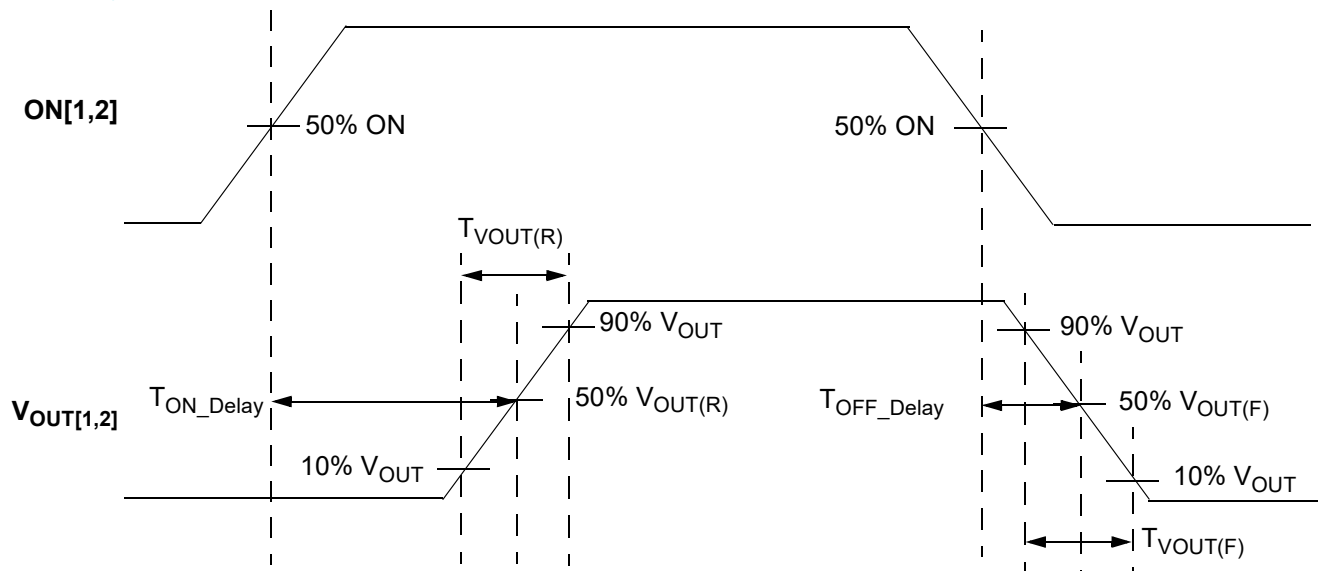 ON[1,2]
50% ON
50% ON
TVOUT(R)
90% VOUT
90% VOUT
VOUT[1,2]
TON_Delay
50% VOUT(R)
TOFF_Delay
50% VOUT(F)
10% VOUT
10% VOUT
TVOUT(F)